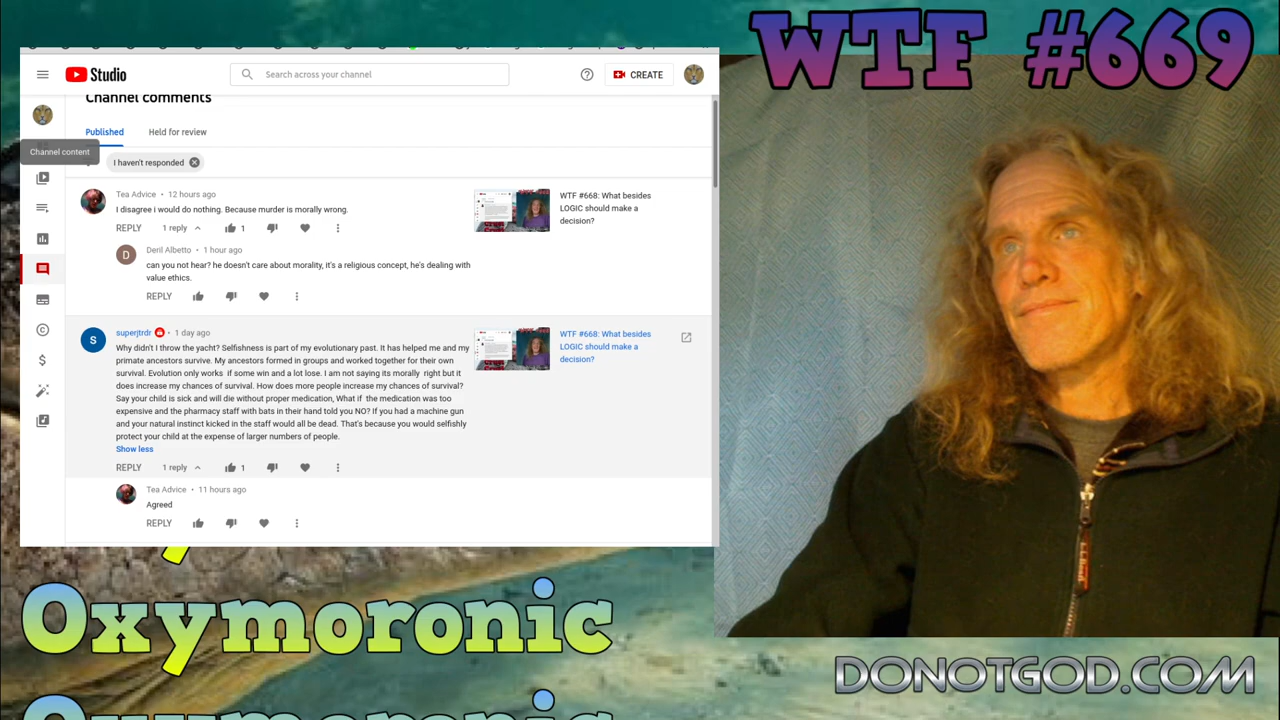 WTF #669
Studio
Search across your channel
CREATE
Channel comments
Published
Held for review
Channel content
I haven't responded
Tea Advice • 12 hours ago
I disagree i would do nothing. Because murder is morally wrong.
REPLY
1 reply
1
WTF #668: What besides
LOGIC should make a
decision?
D
Deril Albetto • 1 hour ago
can you not hear? he doesn't care about morality, it's a religious concept, he's dealing with
value ethics.
REPLY
S
superjtrdr • 1 day ago
Why didn't I throw the yacht? Selfishness is part of my evolutionary past. It has helped me and my
primate ancestors survive. My ancestors formed in groups and worked together for their own
survival. Evolution only works if some win and a lot lose. I am not saying its morally right but it
does increase my chances of survival. How does more people increase my chances of survival?
Say your child is sick and will die without proper medication, What if the medication was too
expensive and the pharmacy staff with bats in their hand told you NO? If you had a machine gun
and your natural instinct kicked in the staff would all be dead. That's because you would selfishly
protect your child at the expense of larger numbers of people.
Show less
REPLY
1 reply
1
WTF #668: What besides
LOGIC should make a
decision?
Tea Advice • 11 hours ago
Agreed
REPLY
Oxymoronic
DONOTGOD.COM